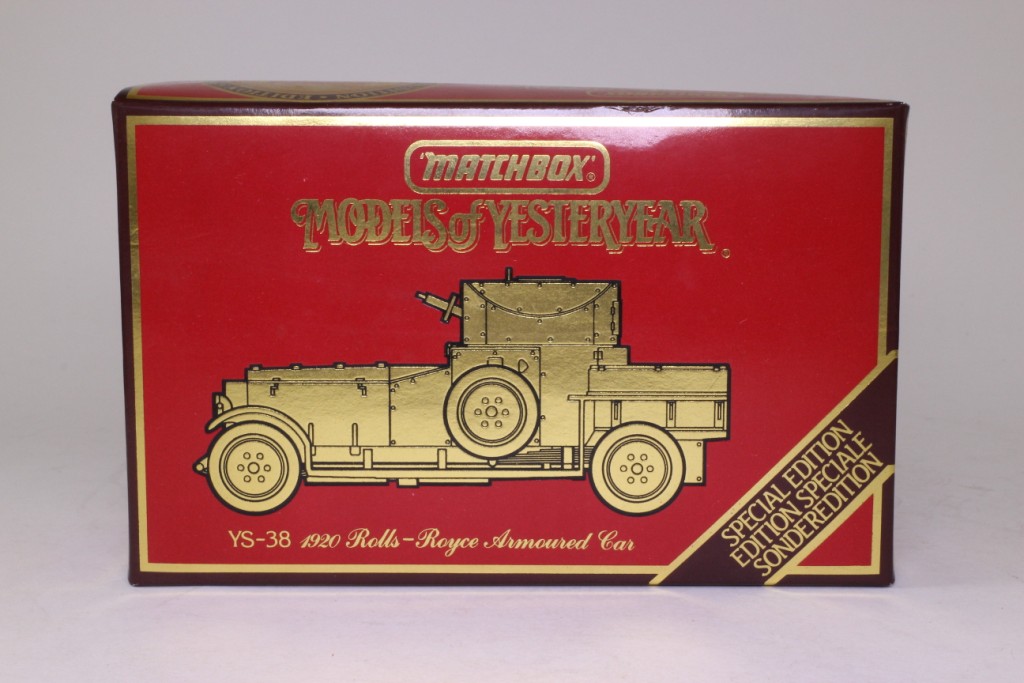 "MATCHBOX"®
MODELS of YESTERYEAR
YS-38 1920 Rolls-Royce Armoured Car
SPECIAL EDITION
EDITION SPECIALE
SONDEREDITION